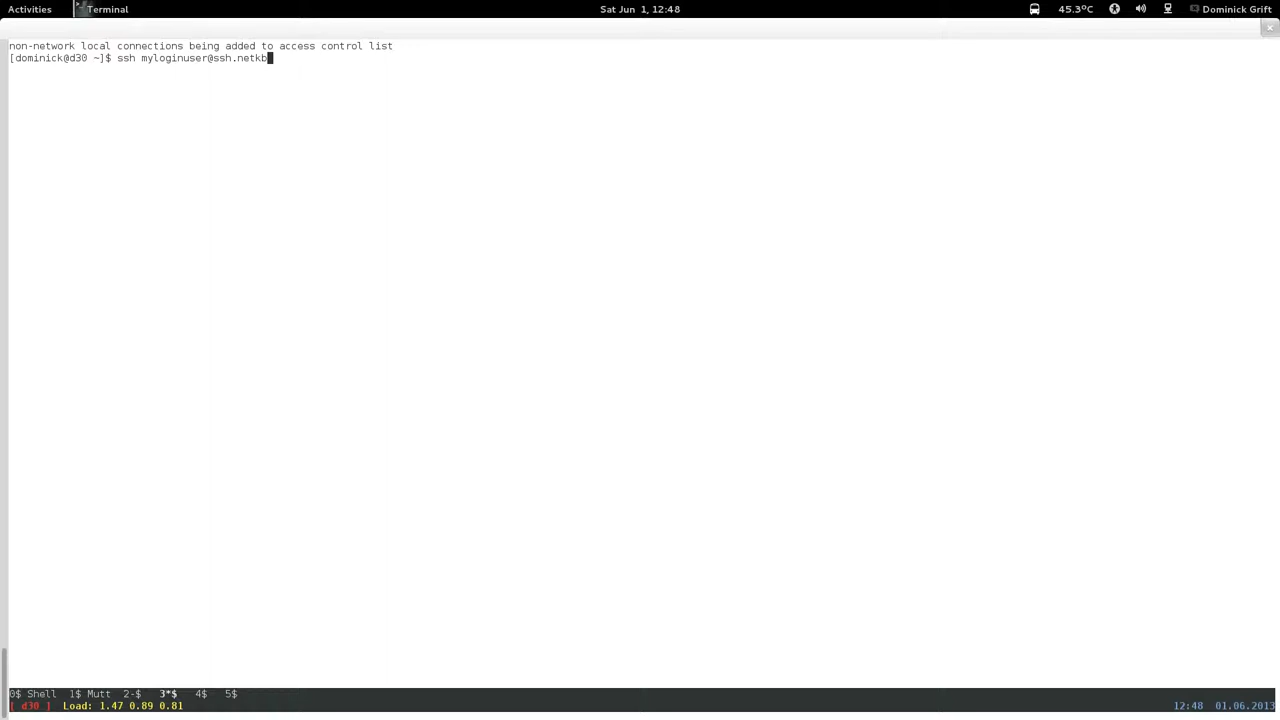 Activities Terminal Sat Jun 1, 12:48 45.3°C Dominick Grift
non-network local connections being added to access control list
[dominick@d30 ~]$ ssh myloginuser@ssh.netkb
0$ Shell 1$ Mutt 2-$ 3*$ 4$ 5$
[ d30 ] Load: 1.47 0.89 0.81 12:48 01.06.2013